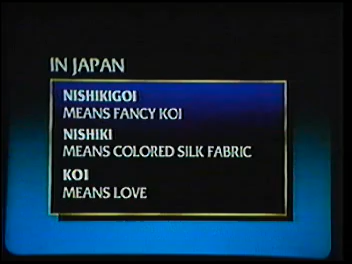 IN JAPAN
NISHIKIGOI
MEANS FANCY KOI
NISHIKI
MEANS COLORED SILK FABRIC
KOI
MEANS LOVE